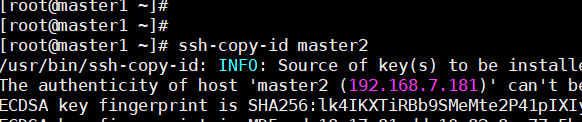 [root@master1 ~]#
[root@master1 ~]#
[root@master1 ~]# ssh-copy-id master2
/usr/bin/ssh-copy-id: INFO: Source of key(s) to be installe
The authenticity of host 'master2 (192.168.7.181)' can't be
ECDSA key fingerprint is SHA256:lk4IKXTiRBb9SMeMte2P41pIXIy